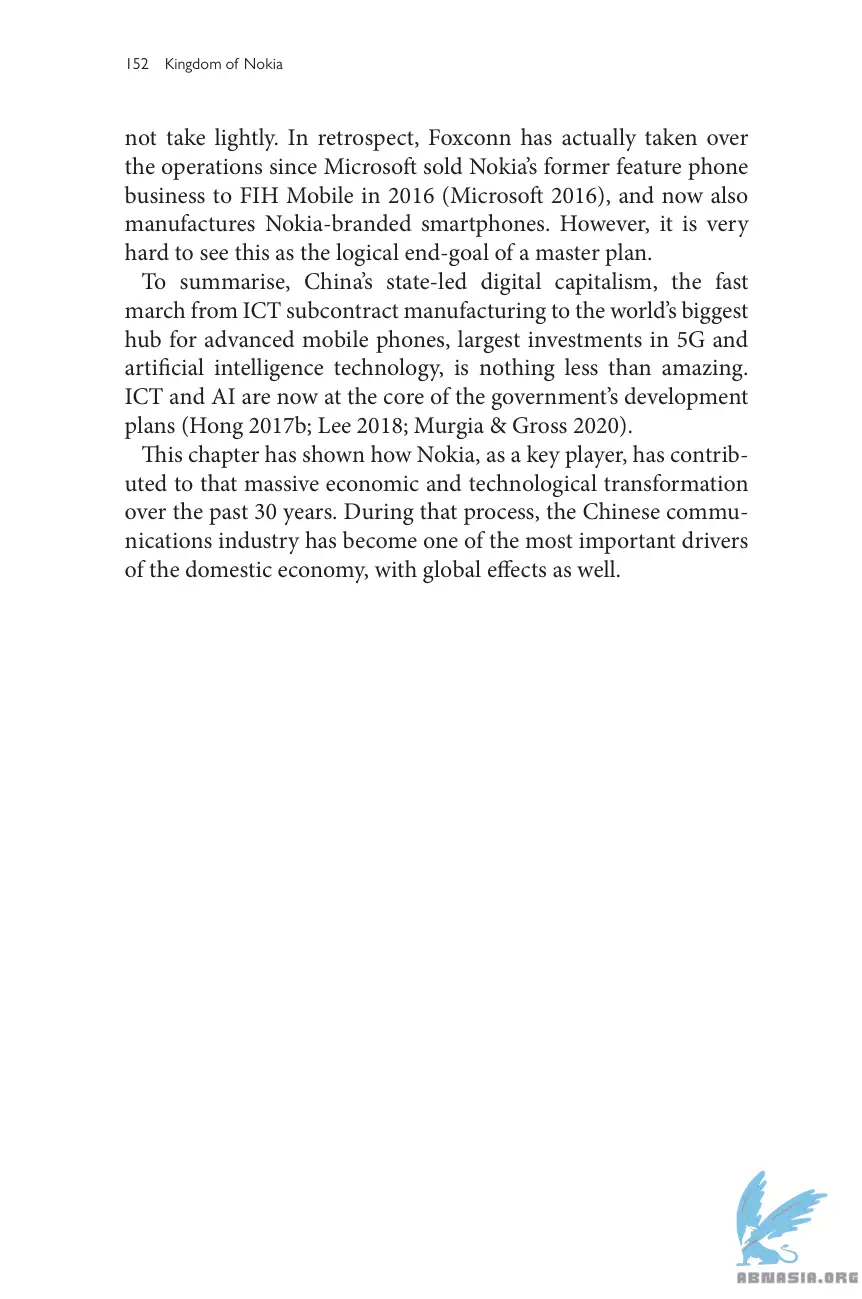 152 Kingdom of Nokia
not take lightly. In retrospect, Foxconn has actually taken over
the operations since Microsoft sold Nokia’s former feature phone
business to FIH Mobile in 2016 (Microsoft 2016), and now also
manufactures Nokia-branded smartphones. However, it is very
hard to see this as the logical end-goal of a master plan.
To summarise, China’s state-led digital capitalism, the fast
march from ICT subcontract manufacturing to the world’s biggest
hub for advanced mobile phones, largest investments in 5G and
artificial intelligence technology, is nothing less than amazing.
ICT and AI are now at the core of the government’s development
plans (Hong 2017b; Lee 2018; Murgia & Gross 2020).
This chapter has shown how Nokia, as a key player, has contrib-
uted to that massive economic and technological transformation
over the past 30 years. During that process, the Chinese commu-
nications industry has become one of the most important drivers
of the domestic economy, with global effects as well.
ABNASIA.ORG